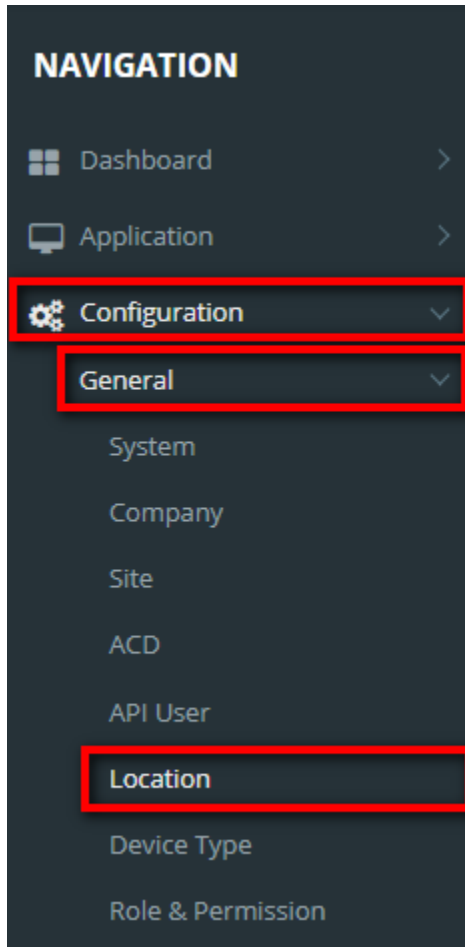 NAVIGATION
Dashboard
Application
Configuration
General
System
Company
Site
ACD
API User
Location
Device Type
Role & Permission